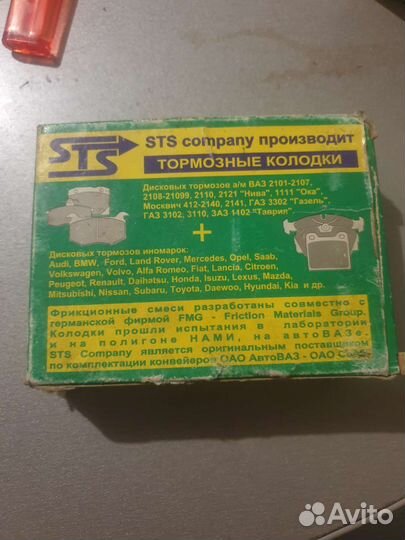 STS
STS company производит
ТОРМОЗНЫЕ КОЛОДКИ
Дисковых тормозов а/м ВАЗ 2101-2107,
2108-21099, 2110, 2121 "Нива", 1111 "Ока",
Москвич 412-2140, 2141, ГАЗ 3302 "Газель",
ГАЗ 3102, 3110, ЗАЗ 1102 "Таврия"
+
Дисковых тормозов иномарок:
Audi, BMW, Ford, Land Rover, Mercedes, Opel, Saab,
Volkswagen, Volvo, Alfa Romeo, Fiat, Lancia, Citroen,
Peugeot, Renault, Daihatsu, Honda, Isuzu, Lexus, Mazda,
Mitsubishi, Nissan, Subaru, Toyota, Daewoo, Hyundai, Kia и др.
Фрикционные смеси разработаны совместно с
германской фирмой FMG - Friction Materials Group.
Колодки прошли испытания в лаборатории
и на полигоне НАМИ, на автоВАЗе-
STS Company является оригинальным поставщиком
по комплектации конвейеров ОАО АвтоВАЗ - ОАО
Avito